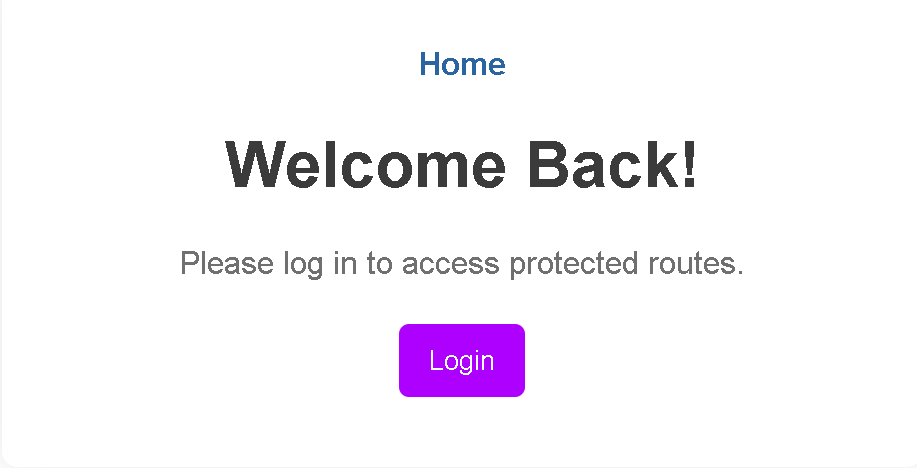 Home
Welcome Back!
Please log in to access protected routes.
Login